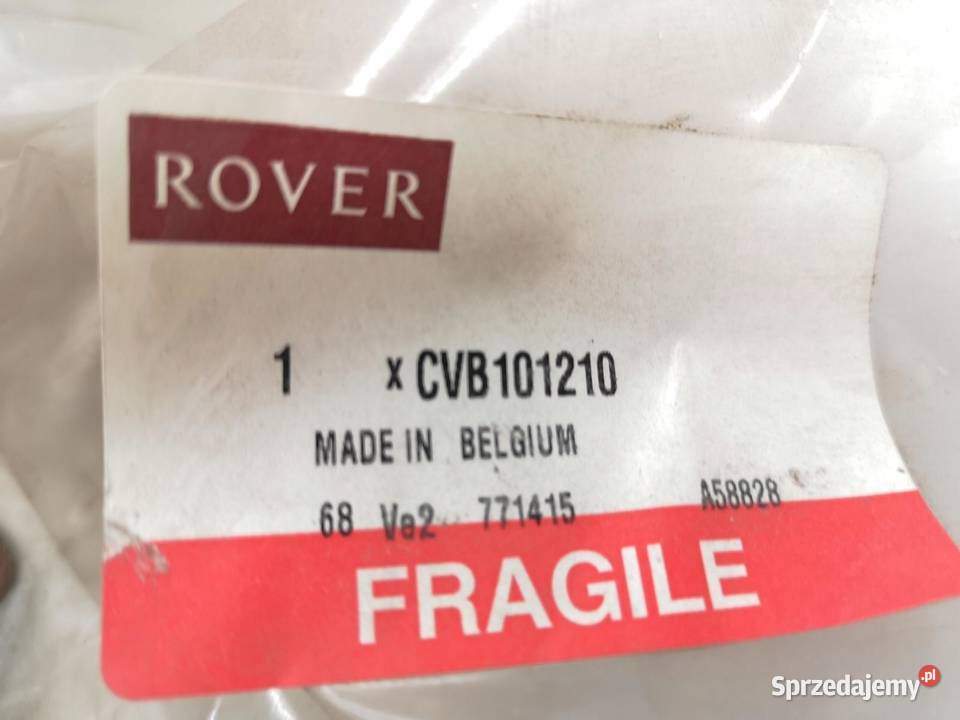 ROVER
1 x CVB101210
MADE IN BELGIUM
68 Ve2 771415 A58828
FRAGILE
Sprzedajemy.pl